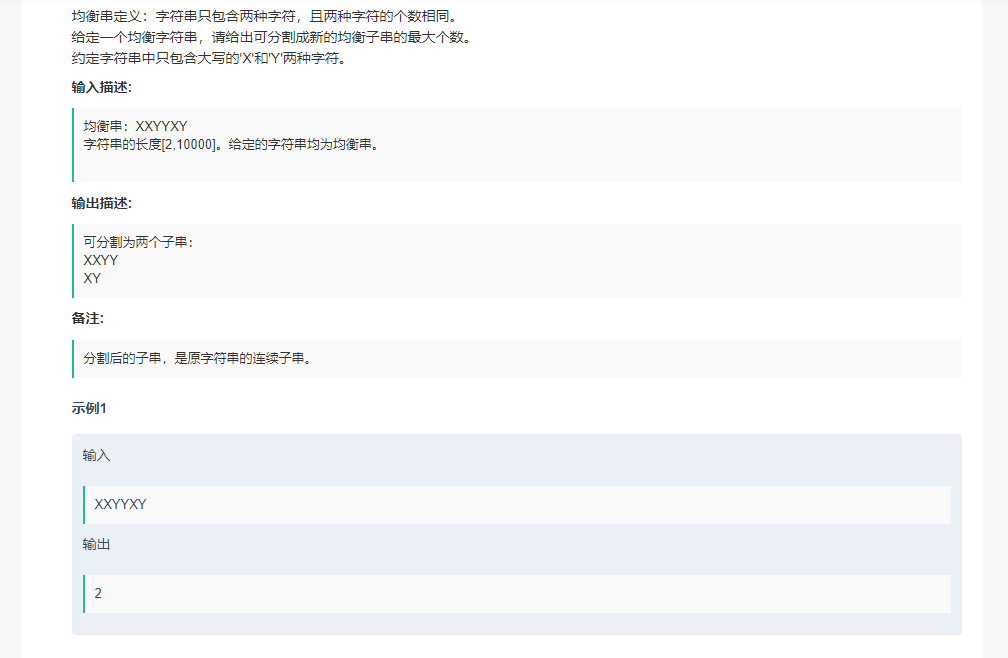 均衡串定义：字符串只包含两种字符，且两种字符的个数相同。
给定一个均衡字符串，请给出可分割成新的均衡子串的最大个数。
约定字符串中只包含大写的'X'和'Y'两种字符。
输入描述:
均衡串：XXYYXY
字符串的长度[2,10000]。给定的字符串均为均衡串。
输出描述:
可分割为两个子串：
XXYY
XY
备注:
分割后的子串，是原字符串的连续子串。
示例1
输入
XXYYXY
输出
2